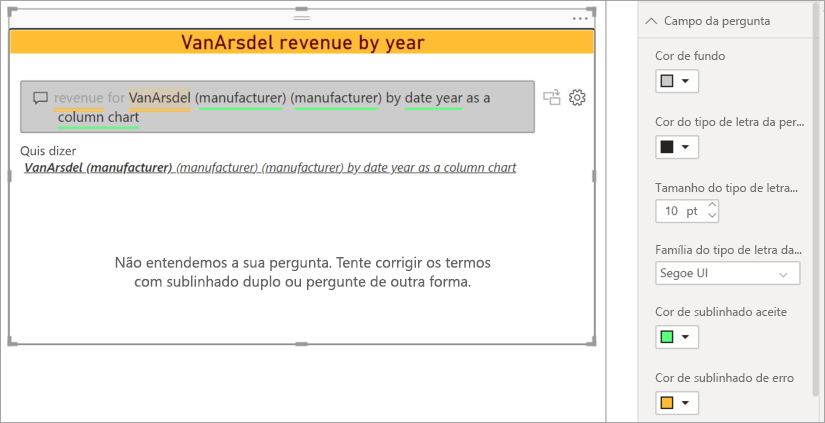 VanArsdel revenue by year
revenue for VanArsdel (manufacturer) (manufacturer) by date year as a
column chart
Quis dizer
VanArsdel (manufacturer) (manufacturer) (manufacturer) by date year as a column chart
Não entendemos a sua pergunta. Tente corrigir os termos
com sublinhado duplo ou pergunte de outra forma.
Campo da pergunta
Cor de fundo
Cor do tipo de letra da per...
Tamanho do tipo de letra...
10 pt
Família do tipo de letra da...
Segoe UI
Cor de sublinhado aceite
Cor de sublinhado de erro